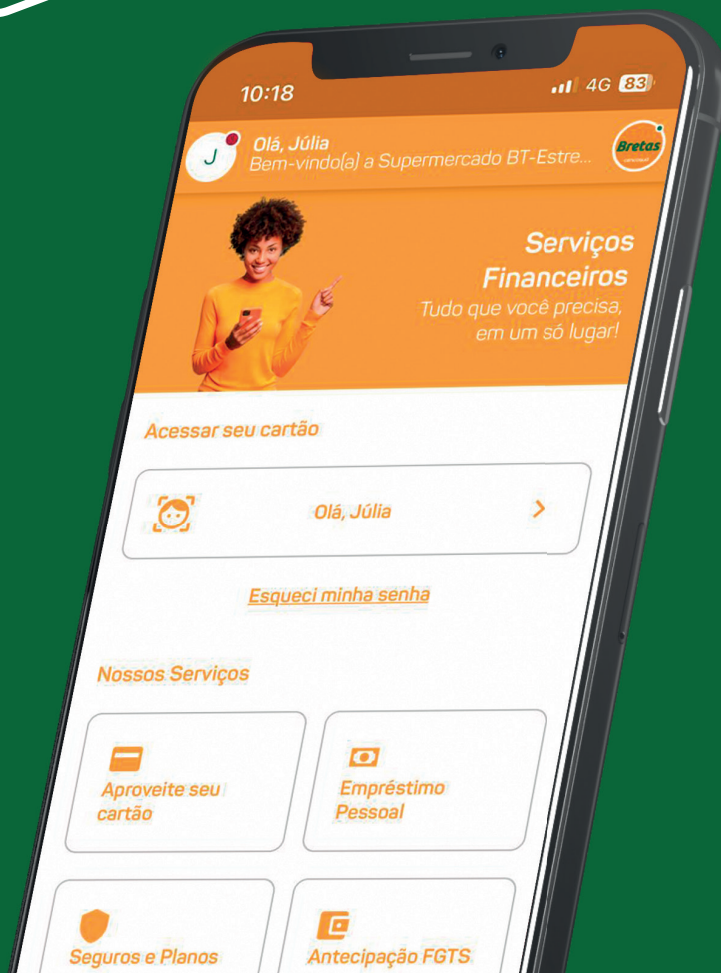 10:18
4G 83
J
Olá, Júlia
Bem-vindo(a) a Supermercado BT-Estre...
Bretas
Serviços
Financeiros
Tudo que você precisa,
em um só lugar!
Acessar seu cartão
Olá, Júlia
Esqueci minha senha
Nossos Serviços
Aproveite seu
cartão
Empréstimo
Pessoal
Seguros e Planos
Antecipação FGTS